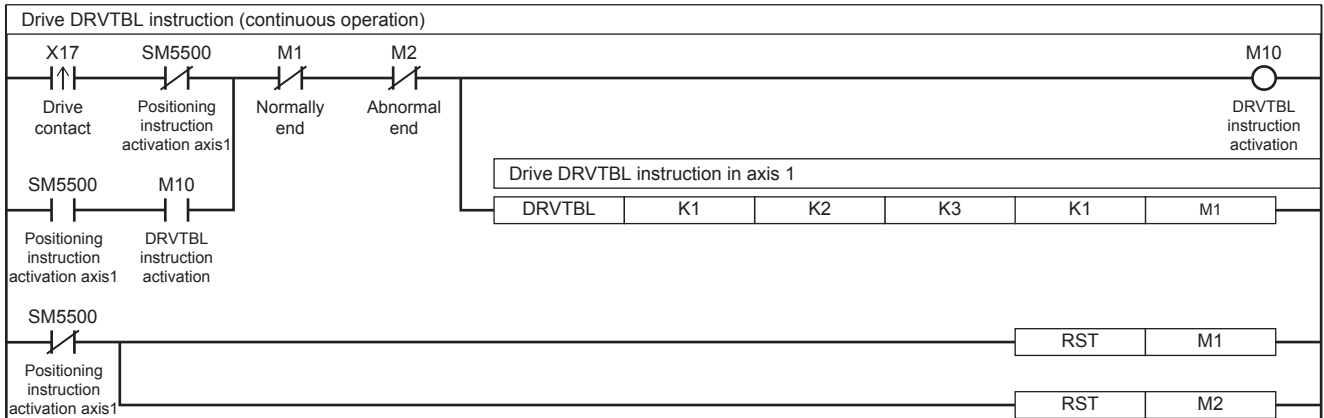 Drive DRVTBL instruction (continuous operation)
X17 SM5500 M1 M2 M10
Drive
contact
Positioning
instruction
activation axis1
Normally
end
Abnormal
end
DRVTBL
instruction
activation
Drive DRVTBL instruction in axis 1
SM5500 M10
DRVTBL K1 K2 K3 K1 M1
Positioning
instruction
activation axis1
DRVTBL
instruction
activation
SM5500
RST M1
Positioning
instruction
activation axis1
RST M2